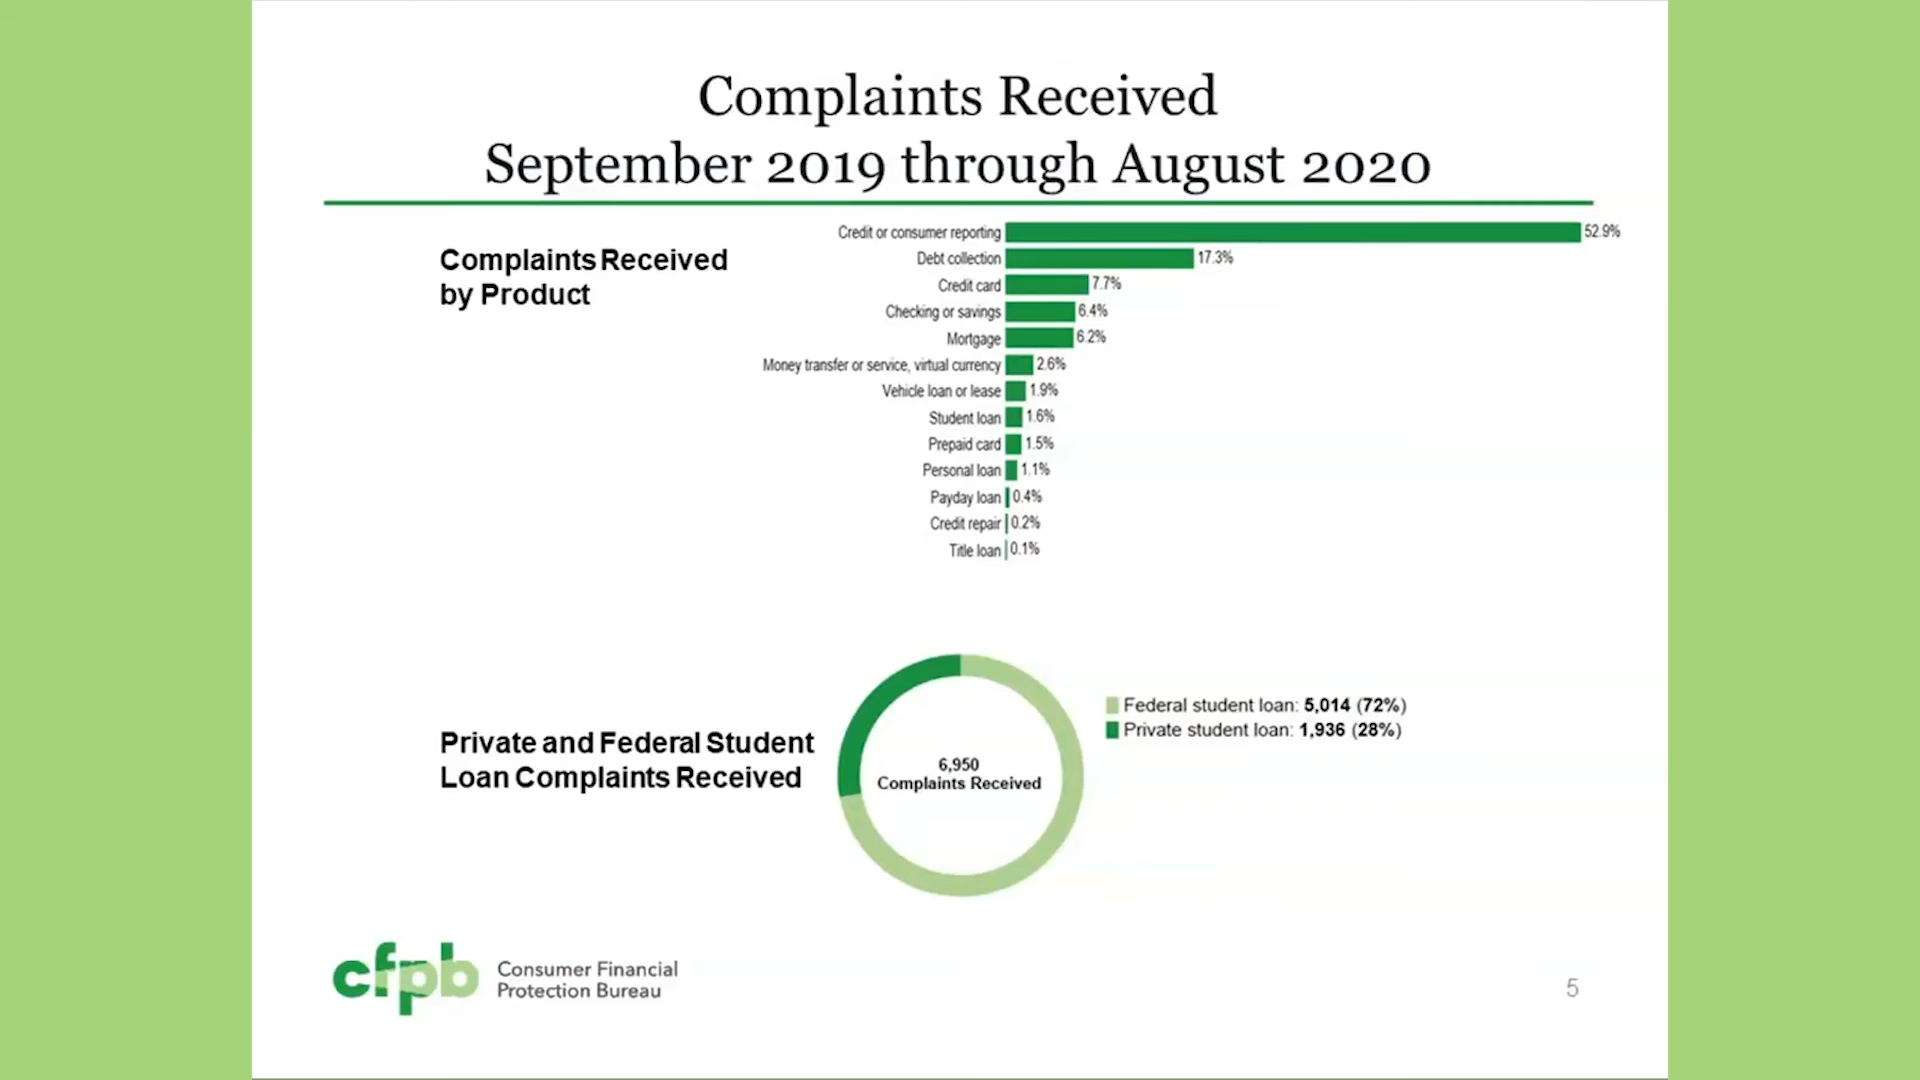 Complaints Received
September 2019 through August 2020
Complaints Received
by Product
Credit or consumer reporting 52.9%
Debt collection 17.3%
Credit card 7.7%
Checking or savings 6.4%
Mortgage 6.2%
Money transfer or service, virtual currency 2.6%
Vehicle loan or lease 1.9%
Student loan 1.6%
Prepaid card 1.5%
Personal loan 1.1%
Payday loan 0.4%
Credit repair 0.2%
Title loan 0.1%
Private and Federal Student
Loan Complaints Received
6,950
Complaints Received
Federal student loan: 5,014 (72%)
Private student loan: 1,936 (28%)
cfpb
Consumer Financial
Protection Bureau
5